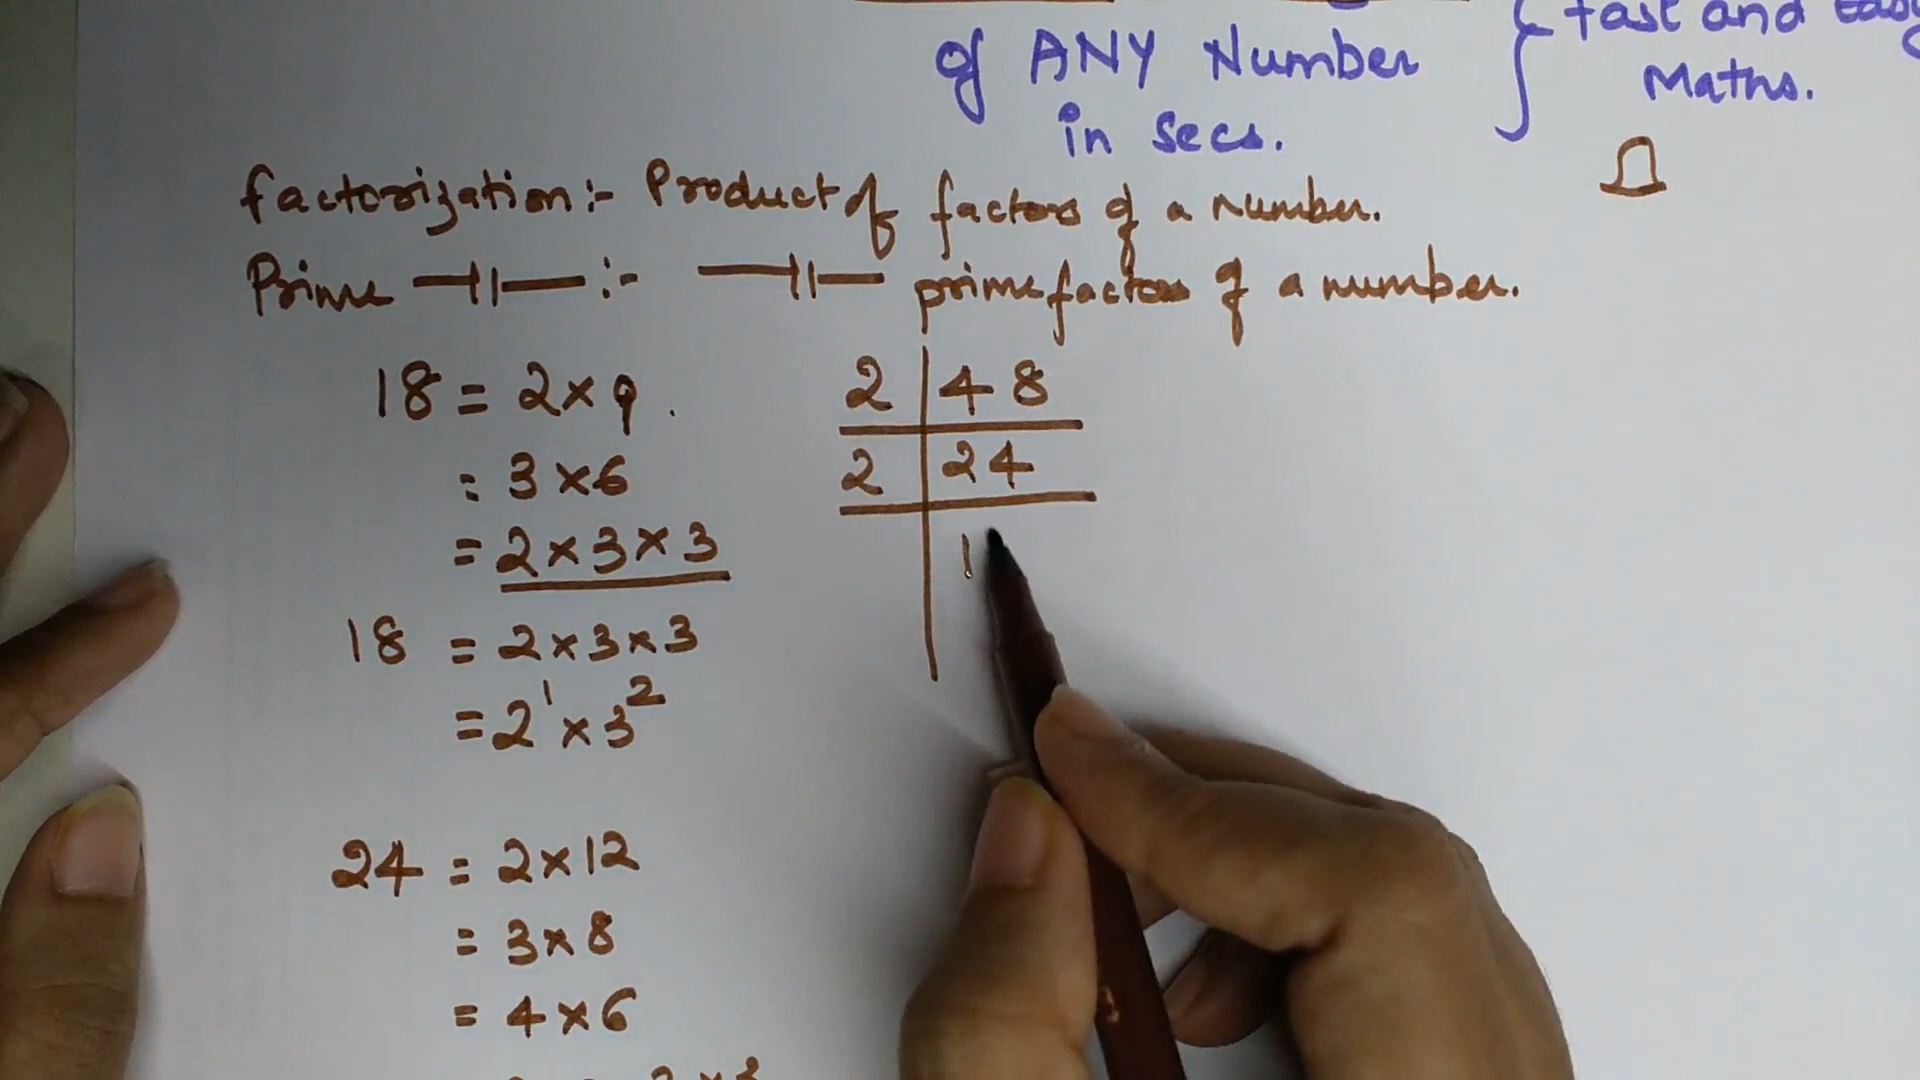 of ANY Number
in secs.
fast and Easy
Maths.
factorization:- Product of factors of a number.
Prime —||— :- —||— prime factors of a number.
18 = 2×9.
= 3×6
= 2×3×3
18 = 2×3×3
= 2¹×3²
24 = 2×12
= 3×8
= 4×6
2 | 48
2 | 24
1